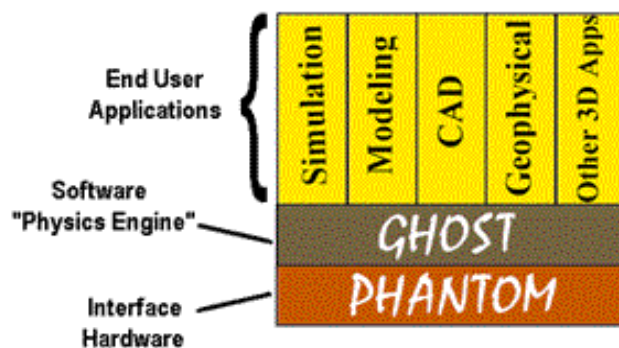 End User
Applications
Simulation
Modeling
CAD
Geophysical
Other 3D Apps
Software
"Physics Engine"
GHOST
Interface
Hardware
PHANTOM